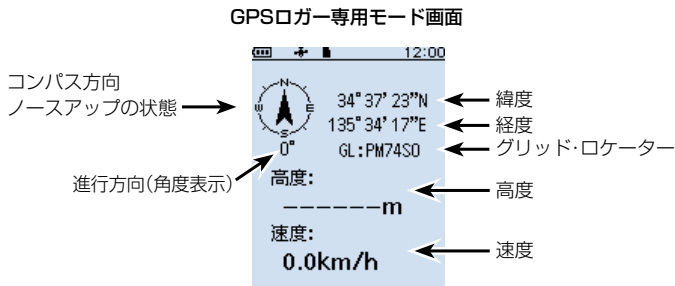 GPSロガー専用モード画面
12:00
コンパス方向
ノースアップの状態
N
W
E
S
34°37'23”N
緯度
135°34'17”E
経度
0°
GL:PM74SO
グリッド・ロケーター
進行方向(角度表示)
高度:
------m
高度
速度:
0.0km/h
速度